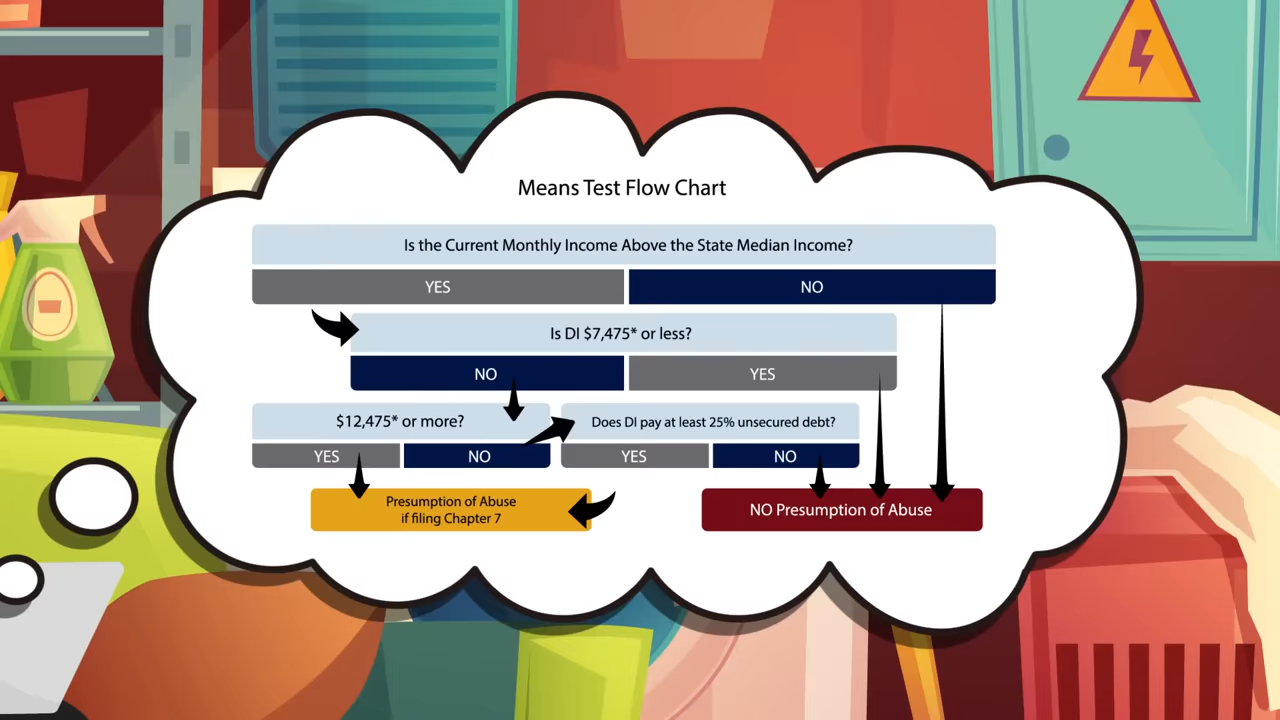 Means Test Flow Chart
Is the Current Monthly Income Above the State Median Income?
YES
NO
Is DI $7,475* or less?
NO
YES
$12,475* or more?
Does DI pay at least 25% unsecured debt?
YES
NO
YES
NO
Presumption of Abuse
if filing Chapter 7
NO Presumption of Abuse